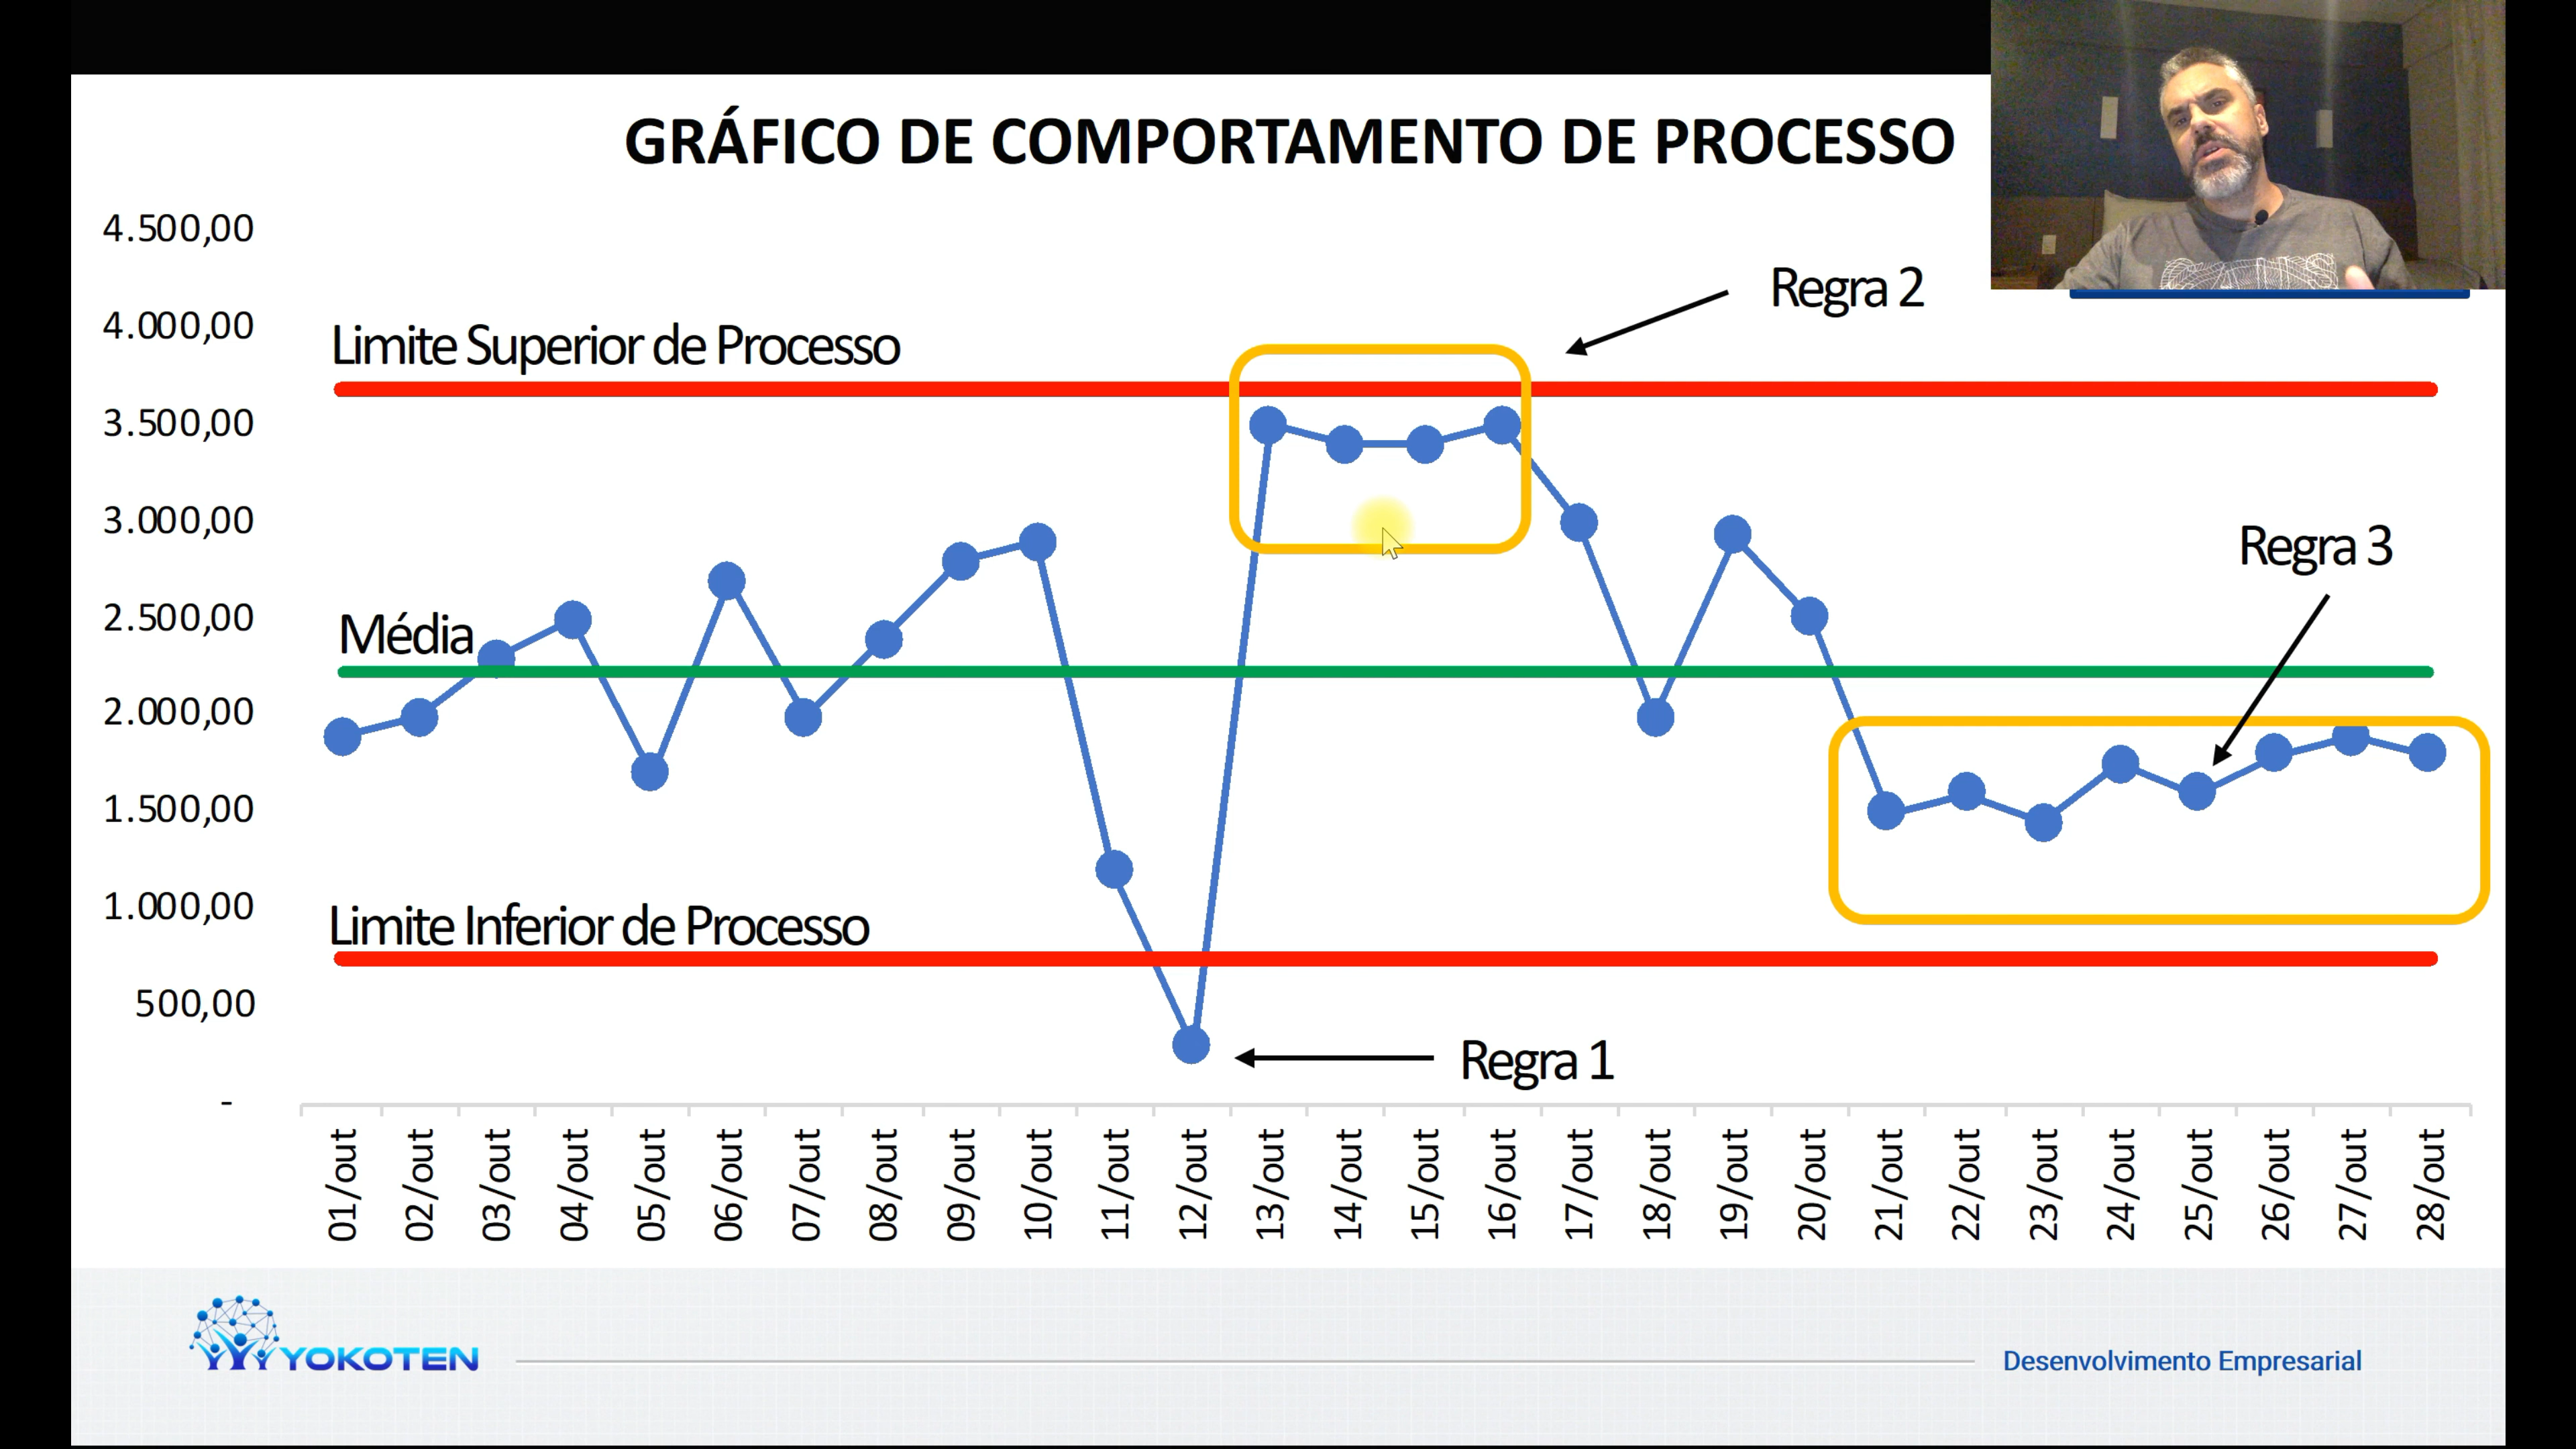 GRÁFICO DE COMPORTAMENTO DE PROCESSO
4.500,00
4.000,00
3.500,00
3.000,00
2.500,00
2.000,00
1.500,00
1.000,00
500,00
-
Limite Superior de Processo
Regra 2
Regra 3
Média
Limite Inferior de Processo
Regra 1
01/out
02/out
03/out
04/out
05/out
06/out
07/out
08/out
09/out
10/out
11/out
12/out
13/out
14/out
15/out
16/out
17/out
18/out
19/out
20/out
21/out
22/out
23/out
24/out
25/out
26/out
27/out
28/out
YOKOTEN
Desenvolvimento Empresarial